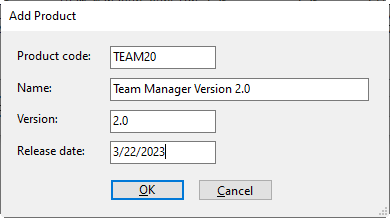 Add Product
Product code: TEAM20
Name: Team Manager Version 2.0
Version: 2.0
Release date: 3/22/2023
OK Cancel